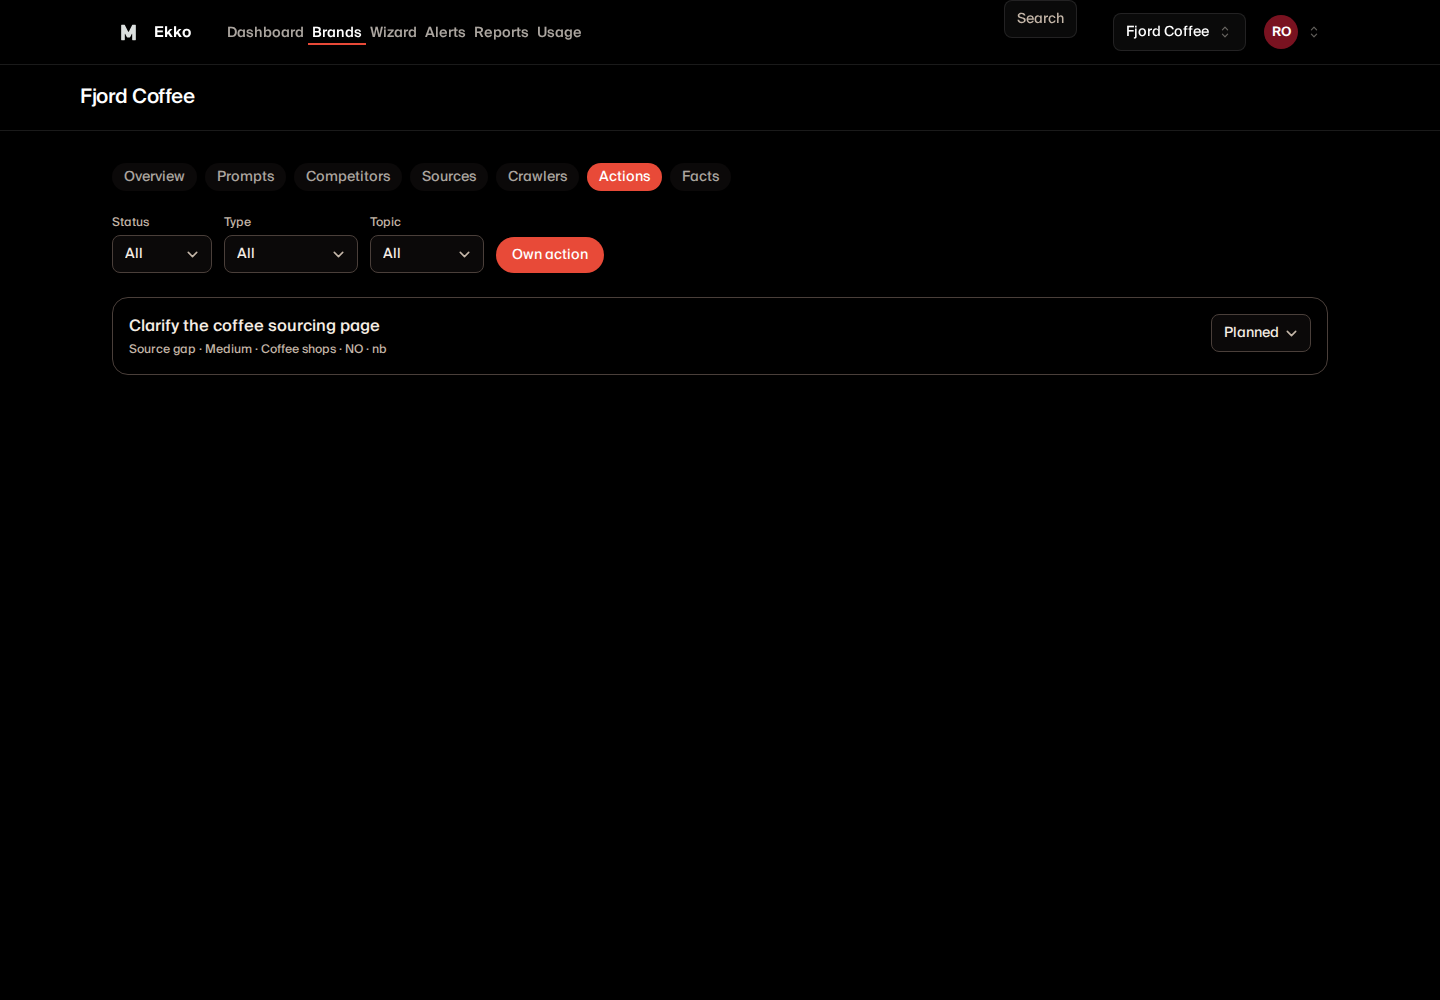 M Ekko Dashboard Brands Wizard Alerts Reports Usage Search Fjord Coffee RO
Fjord Coffee
Overview Prompts Competitors Sources Crawlers Actions Facts
Status Type Topic
All All All Own action
Clarify the coffee sourcing page
Source gap · Medium · Coffee shops · NO · nb
Planned